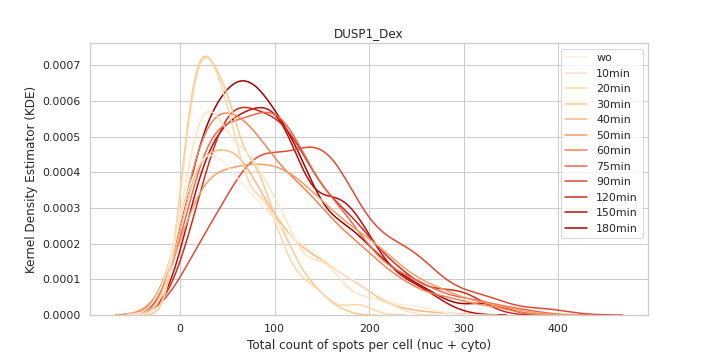 DUSP1_Dex
Kernel Density Estimator (KDE)
0.0007
0.0006
0.0005
0.0004
0.0003
0.0002
0.0001
0.0000
0
100
200
300
400
Total count of spots per cell (nuc + cyto)
wo
10min
20min
30min
40min
50min
60min
75min
90min
120min
150min
180min